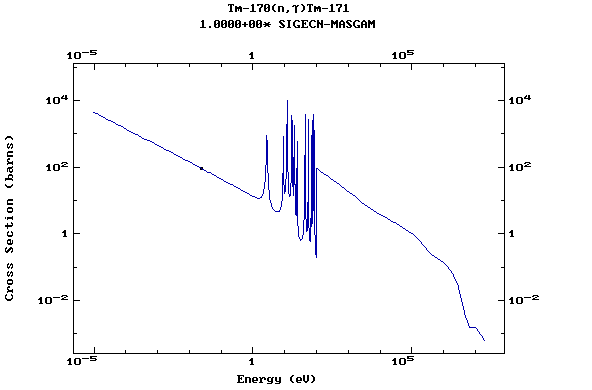 Tm-170(n,γ)Tm-171
1.0000+00* SIGECN-MASGAM
10⁻⁵ 1 10⁵
10⁴ 10⁴
10² 10²
1 1
10⁻² 10⁻²
10⁻⁵ 1 10⁵
Cross Section (barns)
Energy (eV)